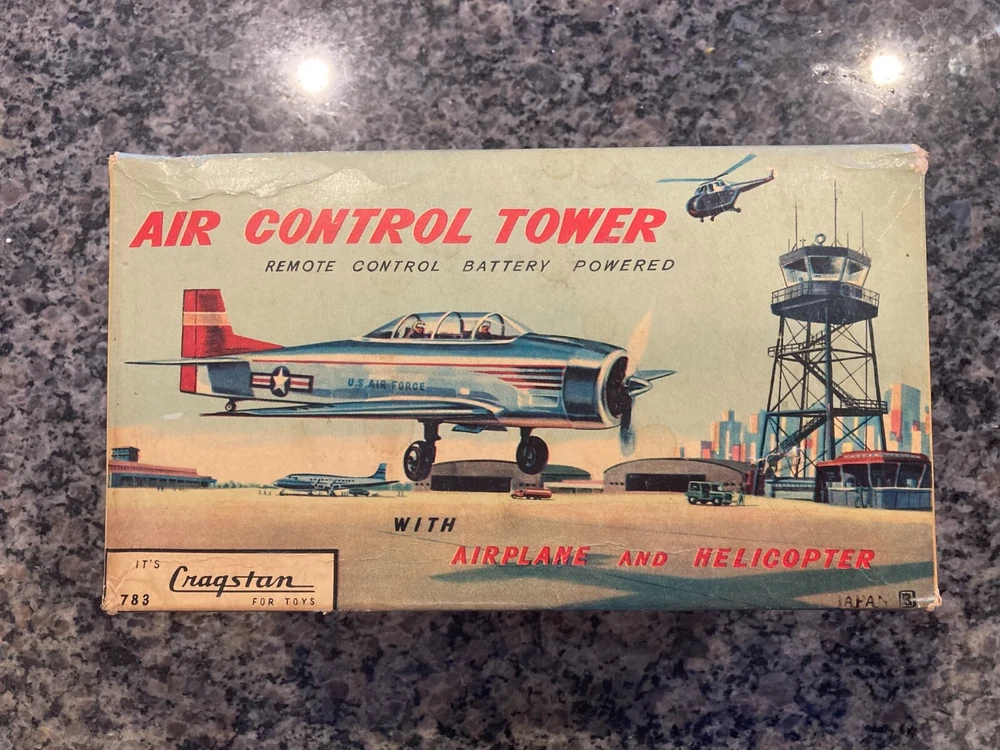 AIR CONTROL TOWER
REMOTE CONTROL BATTERY POWERED
U.S AIR FORCE
WITH
AIRPLANE AND HELICOPTER
IT'S
Cragstan
783 FOR TOYS
JAPAN